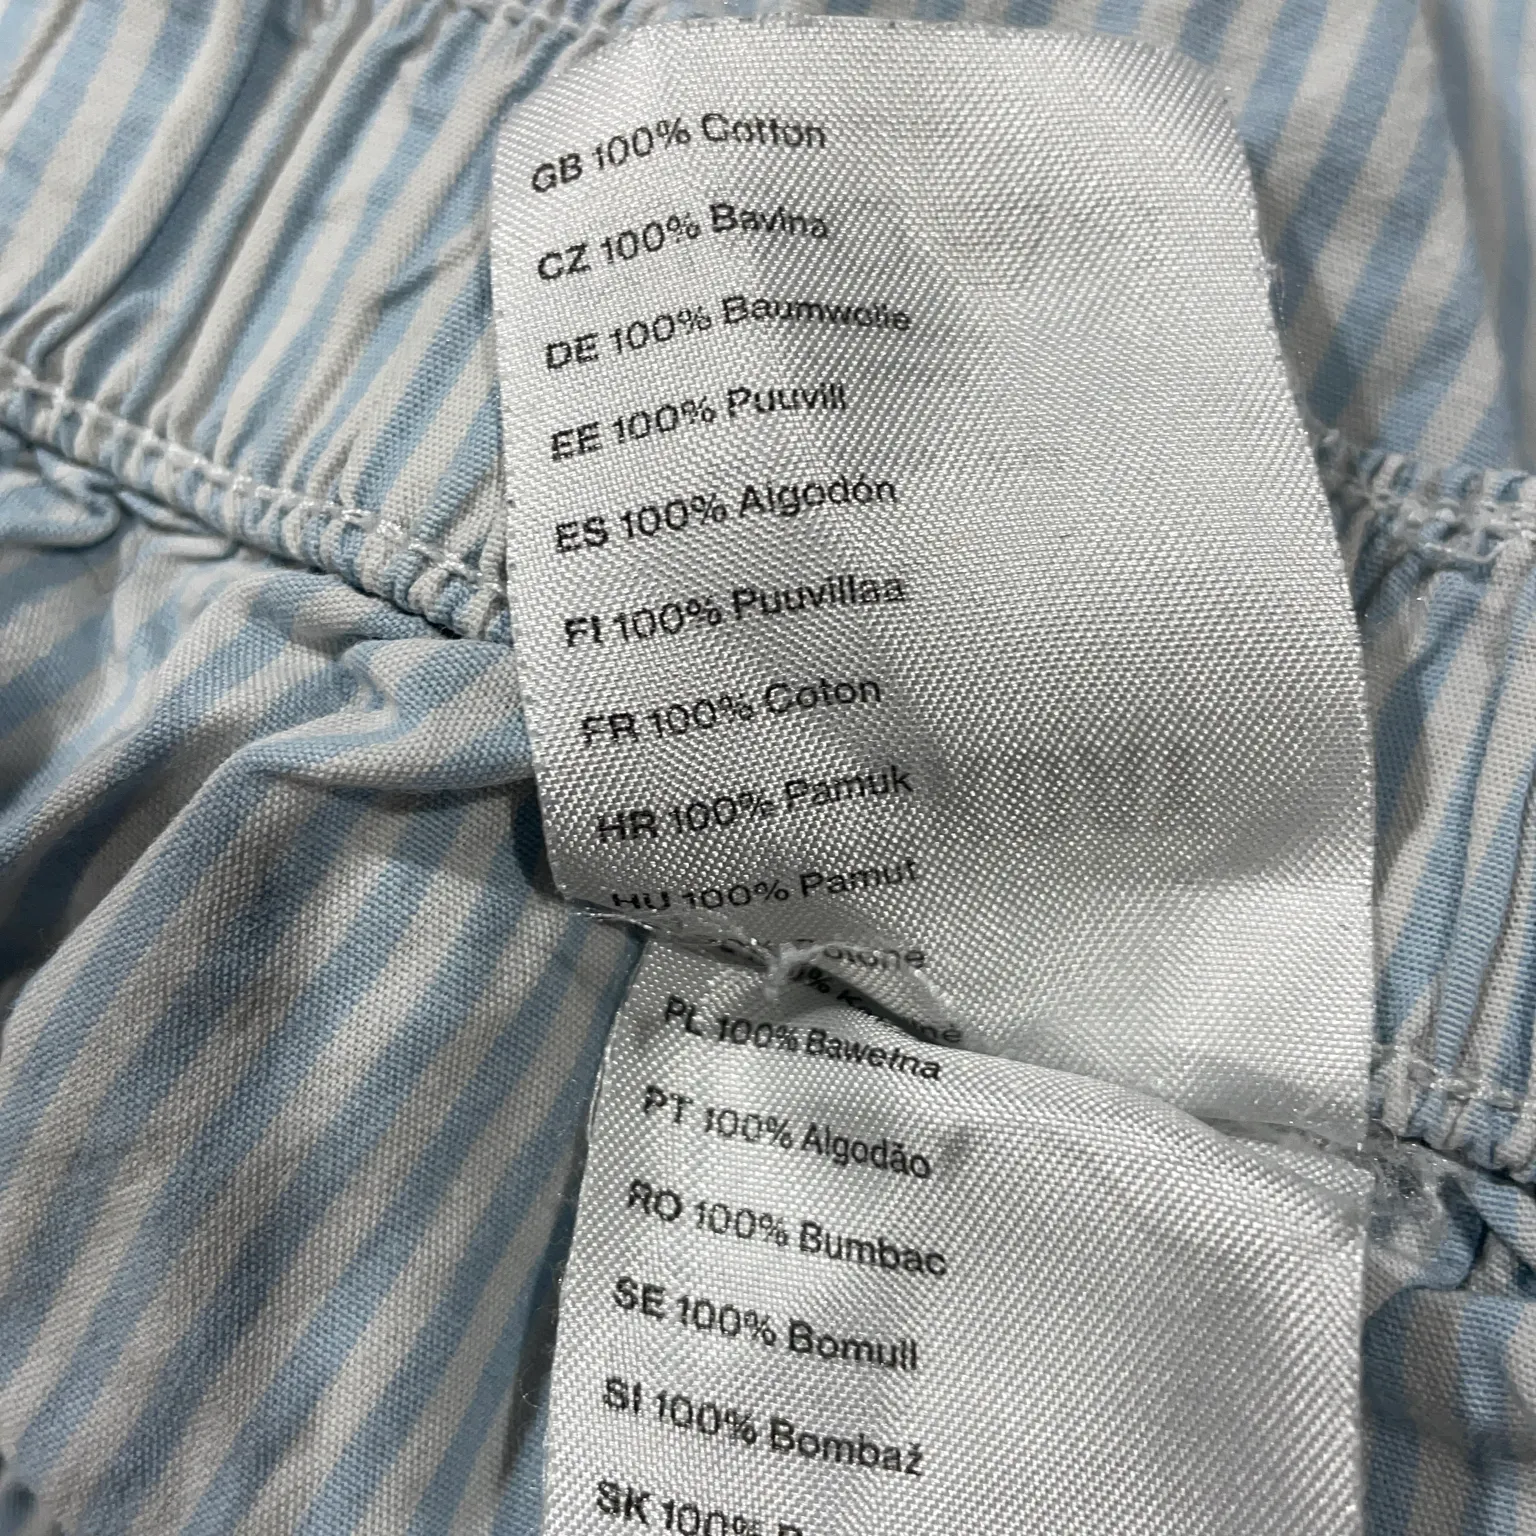 GB 100% Cotton
CZ 100% Bavlna
DE 100% Baumwolle
EE 100% Puuvill
ES 100% Algodón
FI 100% Puuvillaa
FR 100% Coton
HR 100% Pamuk
HU 100% Pamut
PL 100% Bawełna
PT 100% Algodão
RO 100% Bumbac
SE 100% Bomull
SI 100% Bombaž
SK 100%